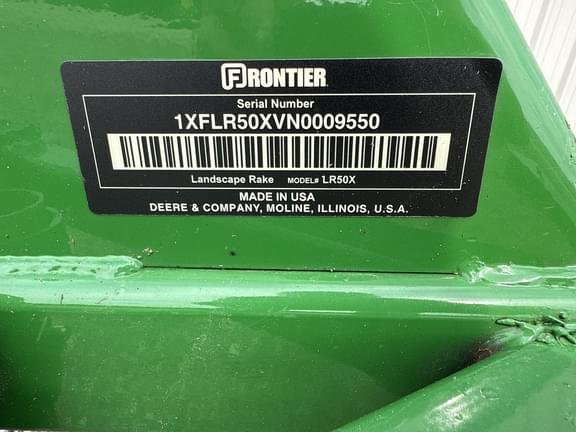 FRONTIER
Serial Number
1XFLR50XVN0009550
Landscape Rake MODEL# LR50X
MADE IN USA
DEERE & COMPANY, MOLINE, ILLINOIS, U.S.A.